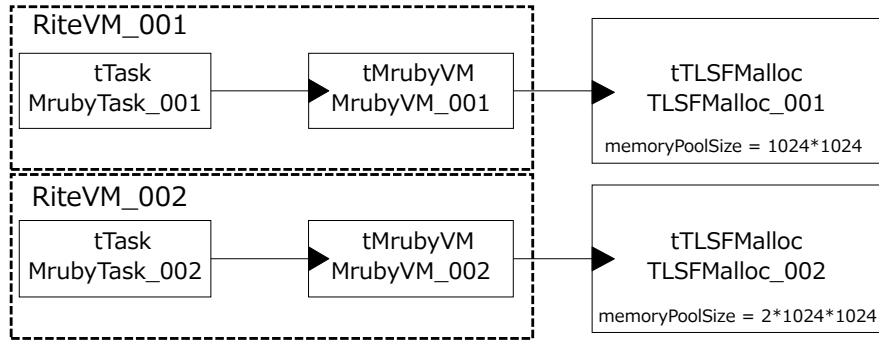 RiteVM_001
tTask
MrubyTask_001
tMrubyVM
MrubyVM_001
tTLSFMalloc
TLSFMalloc_001
memoryPoolSize = 1024*1024
RiteVM_002
tTask
MrubyTask_002
tMrubyVM
MrubyVM_002
tTLSFMalloc
TLSFMalloc_002
memoryPoolSize = 2*1024*1024